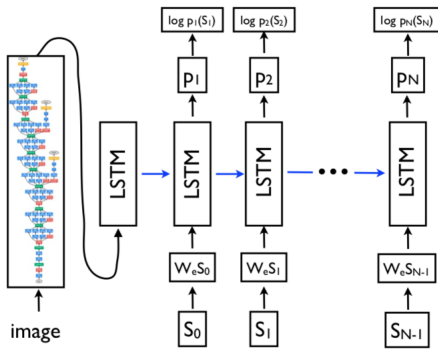 log p₁(S₁) log p₂(S₂) log pN(SN)
p₁ p₂ pN
LSTM LSTM LSTM LSTM
WₑS₀ WₑS₁ WₑSN-1
image S₀ S₁ SN-1